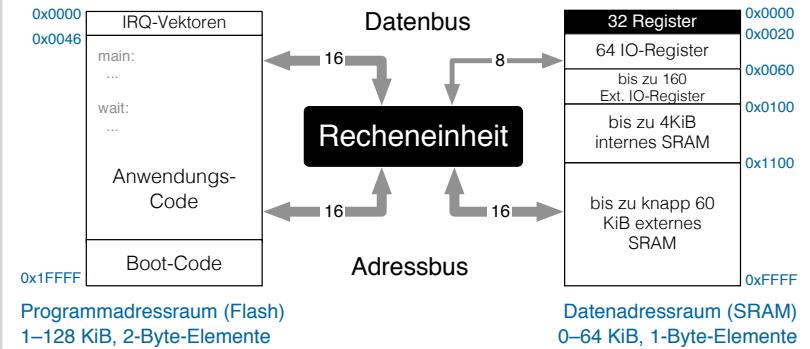 0x0000
IRQ-Vektoren
0x0046
main:
...
wait:
...
Anwendungs-
Code
Boot-Code
0x1FFFF
Programmadressraum (Flash)
1–128 KiB, 2-Byte-Elemente
Datenbus
16
8
Recheneinheit
16
16
Adressbus
32 Register
0x0000
0x0020
64 IO-Register
0x0060
bis zu 160
Ext. IO-Register
0x0100
bis zu 4KiB
internes SRAM
0x1100
bis zu knapp 60
KiB externes
SRAM
0xFFFF
Datenadressraum (SRAM)
0–64 KiB, 1-Byte-Elemente